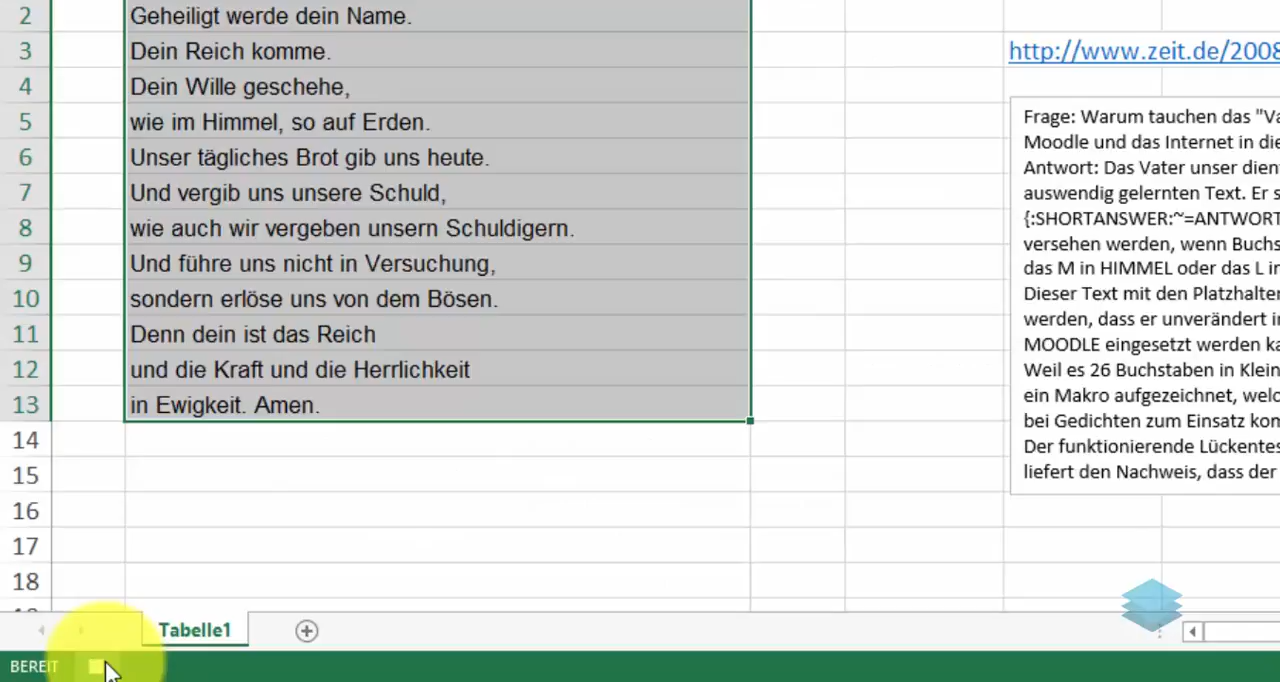 2 Geheiligt werde dein Name.
3 Dein Reich komme.
http://www.zeit.de/2008
4 Dein Wille geschehe,
5 wie im Himmel, so auf Erden.
6 Unser tägliches Brot gib uns heute.
7 Und vergib uns unsere Schuld,
8 wie auch wir vergeben unsern Schuldigern.
9 Und führe uns nicht in Versuchung,
10 sondern erlöse uns von dem Bösen.
11 Denn dein ist das Reich
12 und die Kraft und die Herrlichkeit
13 in Ewigkeit. Amen.
14
15
16
17
18
Frage: Warum tauchen das "Va
Moodle und das Internet in die
Antwort: Das Vater unser dien
auswendig gelernten Text. Er s
{:SHORTANSWER:~=ANTWORT
versehen werden, wenn Buchs
das M in HIMMEL oder das L in
Dieser Text mit den Platzhalter
werden, dass er unverändert in
MOODLE eingesetzt werden ka
Weil es 26 Buchstaben in Klein
ein Makro aufgezeichnet, welc
bei Gedichten zum Einsatz kom
Der funktionierende Lückentes
liefert den Nachweis, dass der
Tabelle1
BEREIT